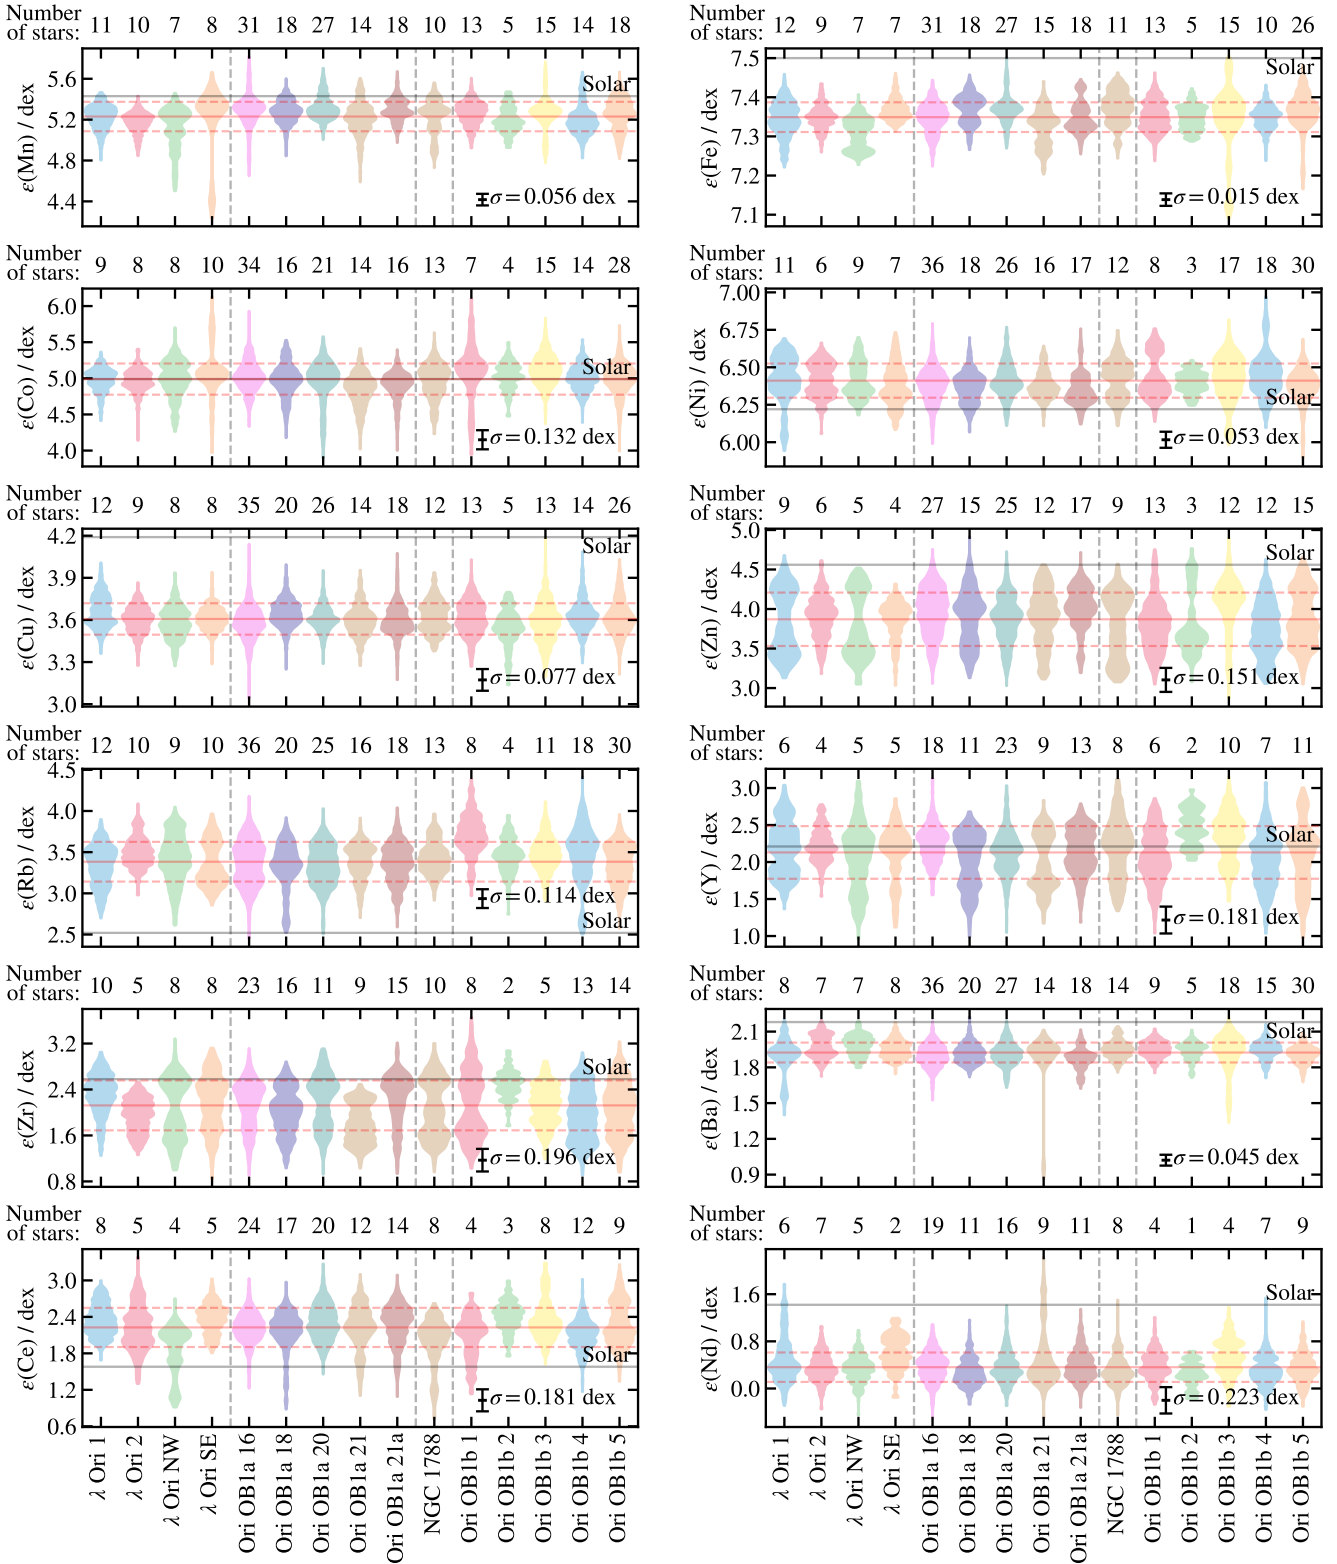 Number
of stars: 11 10 7 8 31 18 27 14 18 10 13 5 15 14 18
ε(Mn) / dex
5.6
5.2
4.8
4.4
Solar
σ=0.056 dex
Number
of stars: 12 9 7 7 31 18 27 15 18 11 13 5 15 10 26
ε(Fe) / dex
7.5
7.4
7.3
7.2
7.1
Solar
σ=0.015 dex
Number
of stars: 9 8 8 10 34 16 21 14 16 13 7 4 15 14 28
ε(Co) / dex
6.0
5.5
5.0
4.5
4.0
Solar
σ=0.132 dex
Number
of stars: 11 6 9 7 36 18 26 16 17 12 8 3 17 18 30
ε(Ni) / dex
7.00
6.75
6.50
6.25
6.00
Solar
σ=0.053 dex
Number
of stars: 12 9 8 8 35 20 26 14 18 12 13 5 13 14 26
ε(Cu) / dex
4.2
3.9
3.6
3.3
3.0
Solar
σ=0.077 dex
Number
of stars: 9 6 5 4 27 15 25 12 17 9 13 3 12 12 15
ε(Zn) / dex
5.0
4.5
4.0
3.5
3.0
Solar
σ=0.151 dex
Number
of stars: 12 10 9 10 36 20 25 16 18 13 8 4 11 18 30
ε(Rb) / dex
4.5
4.0
3.5
3.0
2.5
σ=0.114 dex
Solar
Number
of stars: 6 4 5 5 18 11 23 9 13 8 6 2 10 7 11
ε(Y) / dex
3.0
2.5
2.0
1.5
1.0
Solar
σ=0.181 dex
Number
of stars: 10 5 8 8 23 16 11 9 15 10 8 2 5 13 14
ε(Zr) / dex
3.2
2.4
1.6
0.8
Solar
σ=0.196 dex
Number
of stars: 8 7 7 8 36 20 27 14 18 14 9 5 18 15 30
ε(Ba) / dex
2.1
1.8
1.5
1.2
0.9
Solar
σ=0.045 dex
Number
of stars: 8 5 4 5 24 17 20 12 14 8 4 3 8 12 9
ε(Ce) / dex
3.0
2.4
1.8
1.2
0.6
Solar
σ=0.181 dex
Number
of stars: 6 7 5 2 19 11 16 9 11 8 4 1 4 7 9
ε(Nd) / dex
1.6
0.8
0.0
Solar
σ=0.223 dex
λ Ori 1
λ Ori 2
λ Ori NW
λ Ori SE
Ori OB1a 16
Ori OB1a 18
Ori OB1a 20
Ori OB1a 21
Ori OB1a 21a
NGC 1788
Ori OB1b 1
Ori OB1b 2
Ori OB1b 3
Ori OB1b 4
Ori OB1b 5
λ Ori 1
λ Ori 2
λ Ori NW
λ Ori SE
Ori OB1a 16
Ori OB1a 18
Ori OB1a 20
Ori OB1a 21
Ori OB1a 21a
NGC 1788
Ori OB1b 1
Ori OB1b 2
Ori OB1b 3
Ori OB1b 4
Ori OB1b 5